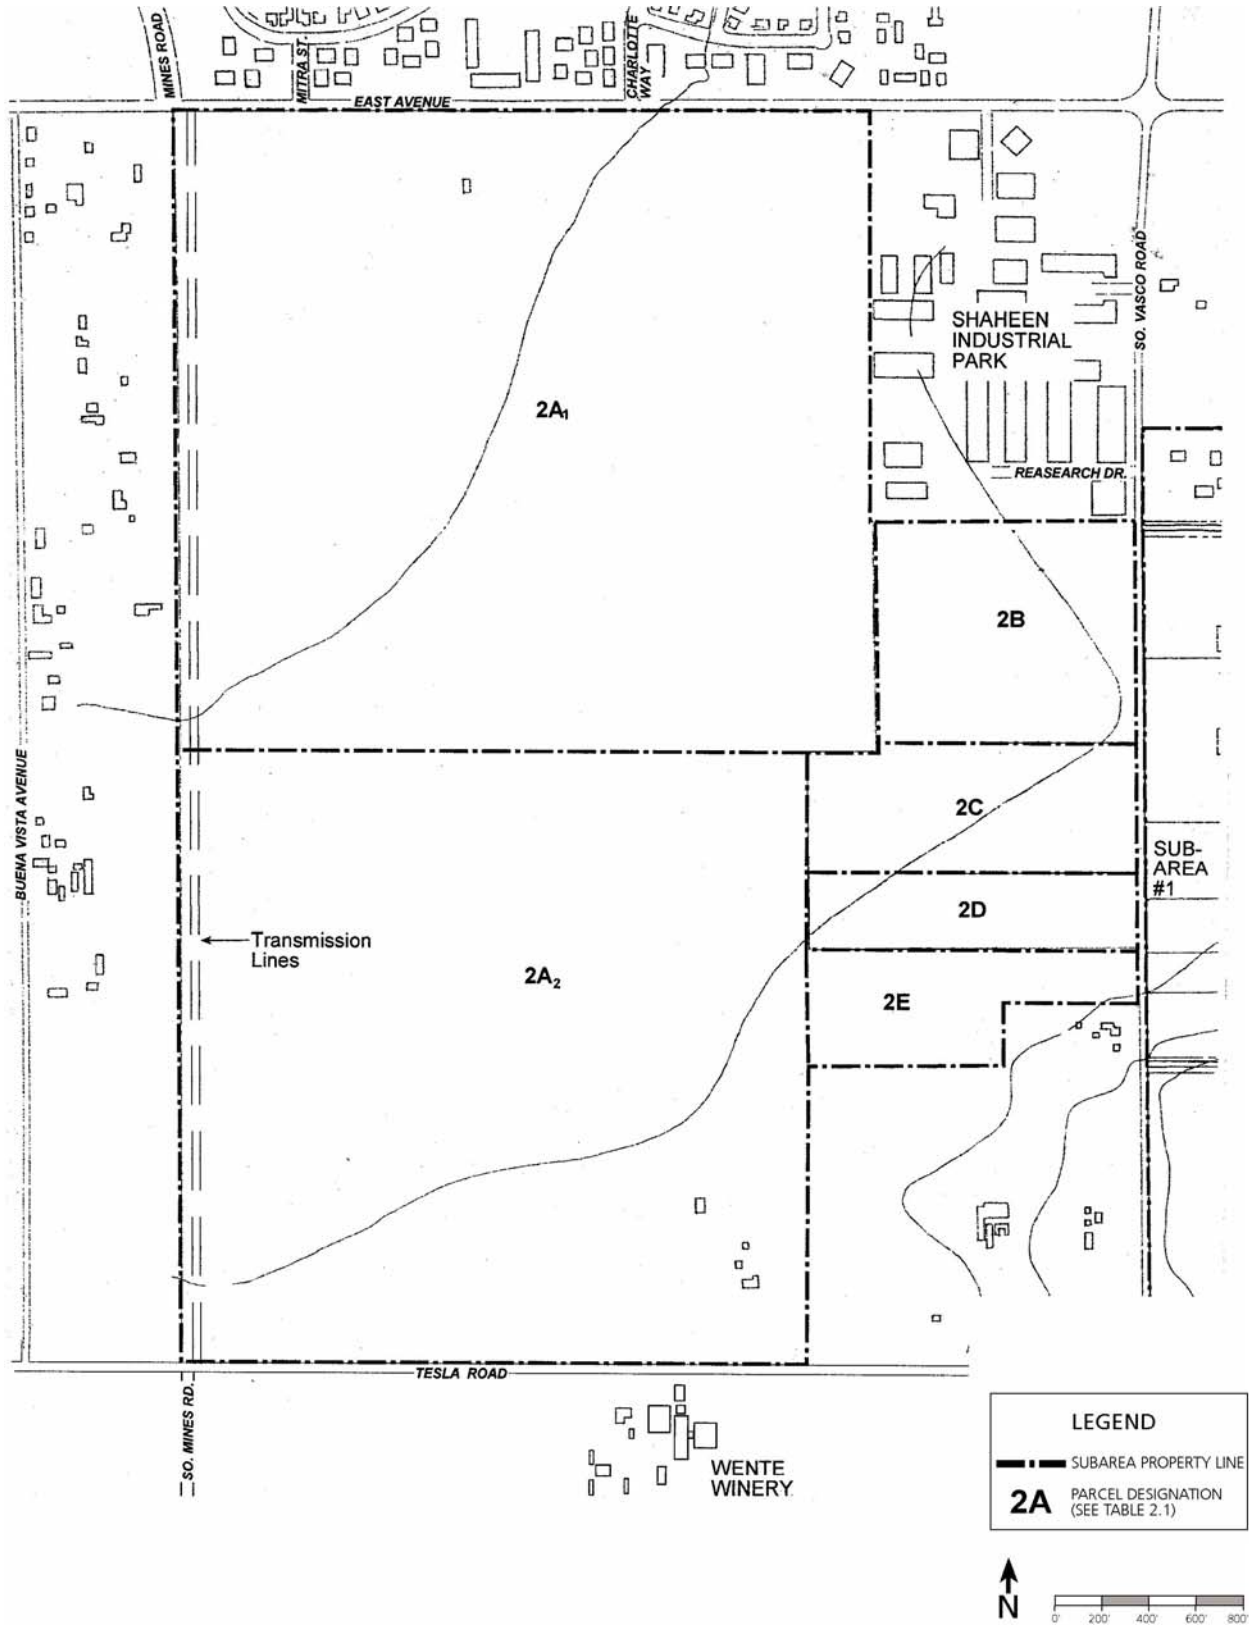 MINES ROAD
MITRA ST.
CHARLOTTE
WAY
EAST AVENUE
SO. VASCO ROAD
SHAHEEN
INDUSTRIAL
PARK
2A1
REASEARCH DR.
2B
BUENA VISTA AVENUE
2C
SUB-
AREA
#1
2D
Transmission
Lines
2A2
2E
TESLA ROAD
SO. MINES RD.
WENTE
WINERY
LEGEND
SUBAREA PROPERTY LINE
2A
PARCEL DESIGNATION
(SEE TABLE 2.1)
N
0' 200' 400' 600' 800'